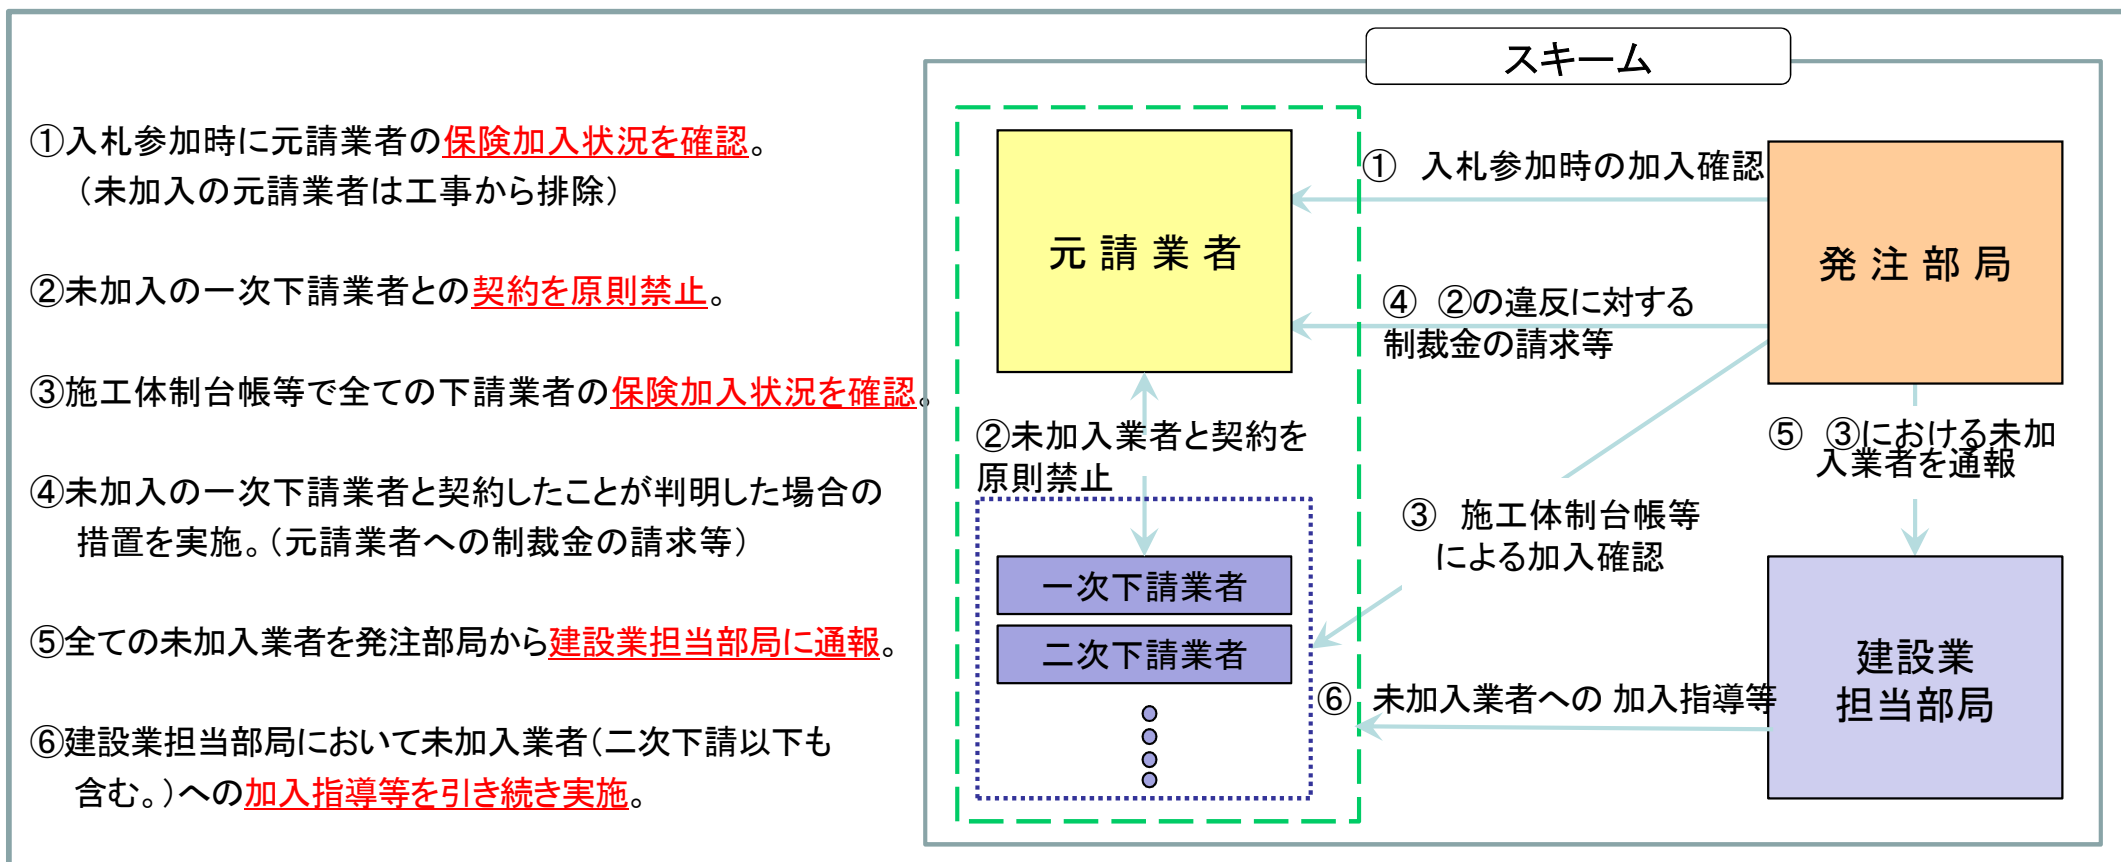 ①入札参加時に元請業者の保険加入状況を確認。
（未加入の元請業者は工事から排除）
②未加入の一次下請業者との契約を原則禁止。
③施工体制台帳等で全ての下請業者の保険加入状況を確認。
④未加入の一次下請業者と契約したことが判明した場合の
措置を実施。（元請業者への制裁金の請求等）
⑤全ての未加入業者を発注部局から建設業担当部局に通報。
⑥建設業担当部局において未加入業者（二次下請以下も
含む。）への加入指導等を引き続き実施。
スキーム
元請業者
① 入札参加時の加入確認
発注部局
④ ②の違反に対する
制裁金の請求等
②未加入業者と契約を
原則禁止
⑤ ③における未加
入業者を通報
③ 施工体制台帳等
による加入確認
一次下請業者
二次下請業者
⑥ 未加入業者への 加入指導等
建設業
担当部局